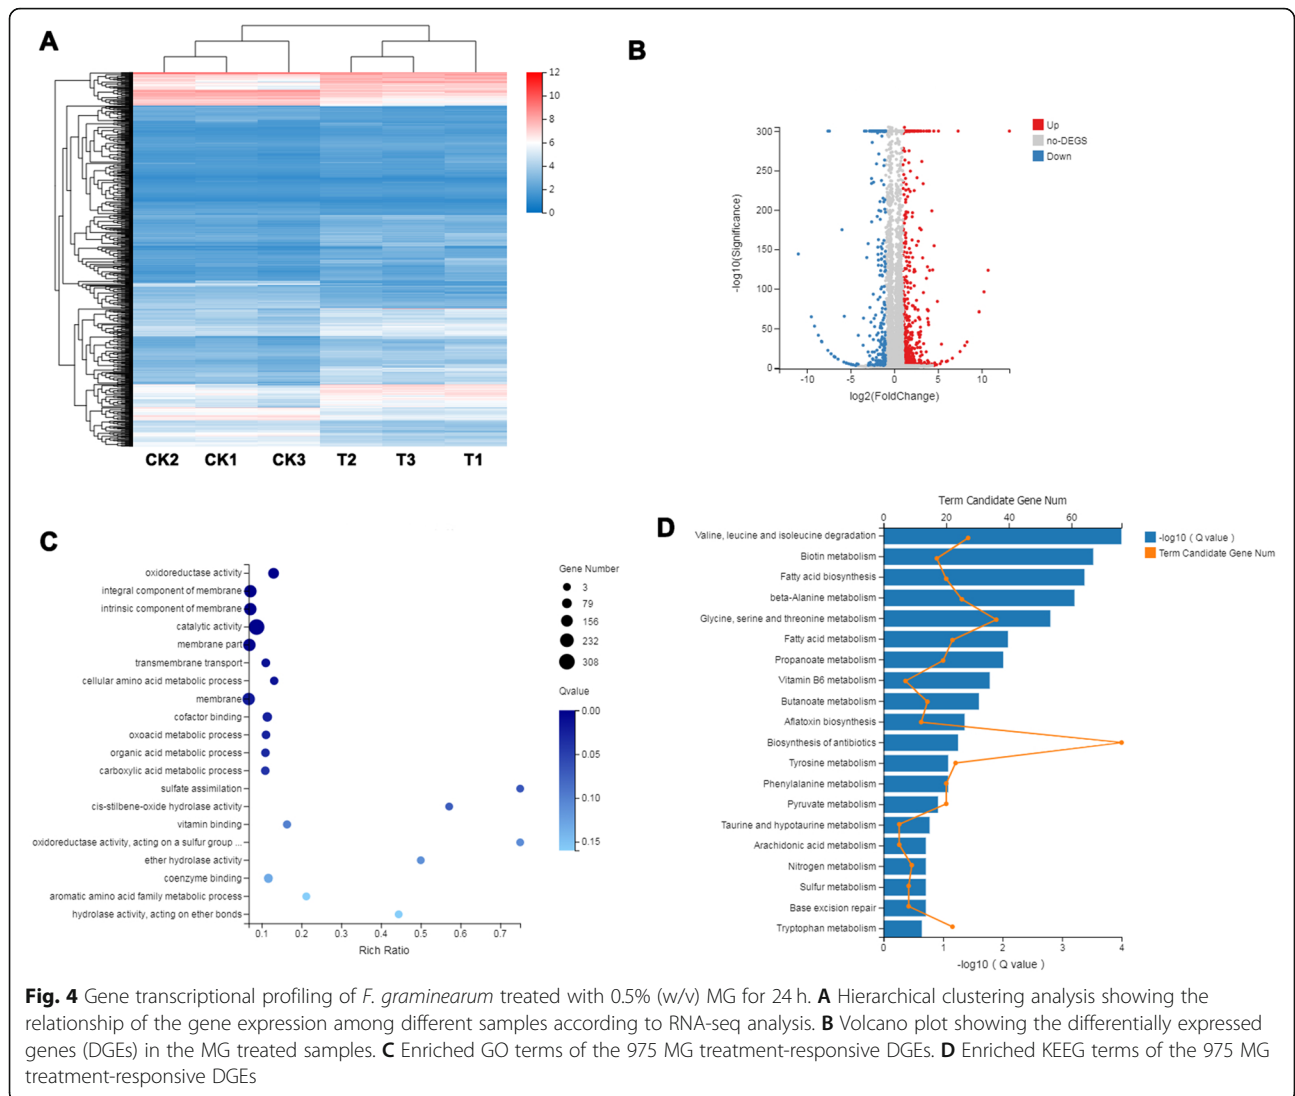 A
12
10
8
6
4
2
0
CK2 CK1 CK3 T2 T3 T1
B
Up
no-DEGS
Down
300
250
200
150
100
50
0
-log10(Significance)
-10 -5 0 5 10
log2(FoldChange)
C
oxidoreductase activity
integral component of membrane
intrinsic component of membrane
catalytic activity
membrane part
transmembrane transport
cellular amino acid metabolic process
membrane
cofactor binding
oxoacid metabolic process
organic acid metabolic process
carboxylic acid metabolic process
sulfate assimilation
cis-stilbene-oxide hydrolase activity
vitamin binding
oxidoreductase activity, acting on a sulfur group ...
ether hydrolase activity
coenzyme binding
aromatic amino acid family metabolic process
hydrolase activity, acting on ether bonds
0.1 0.2 0.3 0.4 0.5 0.6 0.7
Rich Ratio
Gene Number
3
79
156
232
308
Qvalue
0.00
0.05
0.10
0.15
D
Term Candidate Gene Num
0 20 40 60
-log10 ( Q value )
Term Candidate Gene Num
Valine, leucine and isoleucine degradation
Biotin metabolism
Fatty acid biosynthesis
beta-Alanine metabolism
Glycine, serine and threonine metabolism
Fatty acid metabolism
Propanoate metabolism
Vitamin B6 metabolism
Butanoate metabolism
Aflatoxin biosynthesis
Biosynthesis of antibiotics
Tyrosine metabolism
Phenylalanine metabolism
Pyruvate metabolism
Taurine and hypotaurine metabolism
Arachidonic acid metabolism
Nitrogen metabolism
Sulfur metabolism
Base excision repair
Tryptophan metabolism
0 1 2 3 4
-log10 ( Q value )
Fig. 4 Gene transcriptional profiling of F. graminearum treated with 0.5% (w/v) MG for 24 h. A Hierarchical clustering analysis showing the
relationship of the gene expression among different samples according to RNA-seq analysis. B Volcano plot showing the differentially expressed
genes (DGEs) in the MG treated samples. C Enriched GO terms of the 975 MG treatment-responsive DGEs. D Enriched KEEG terms of the 975 MG
treatment-responsive DGEs